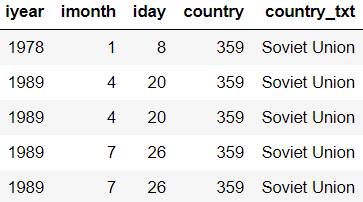 iyear imonth iday country country_txt
1978 1 8 359 Soviet Union
1989 4 20 359 Soviet Union
1989 4 20 359 Soviet Union
1989 7 26 359 Soviet Union
1989 7 26 359 Soviet Union